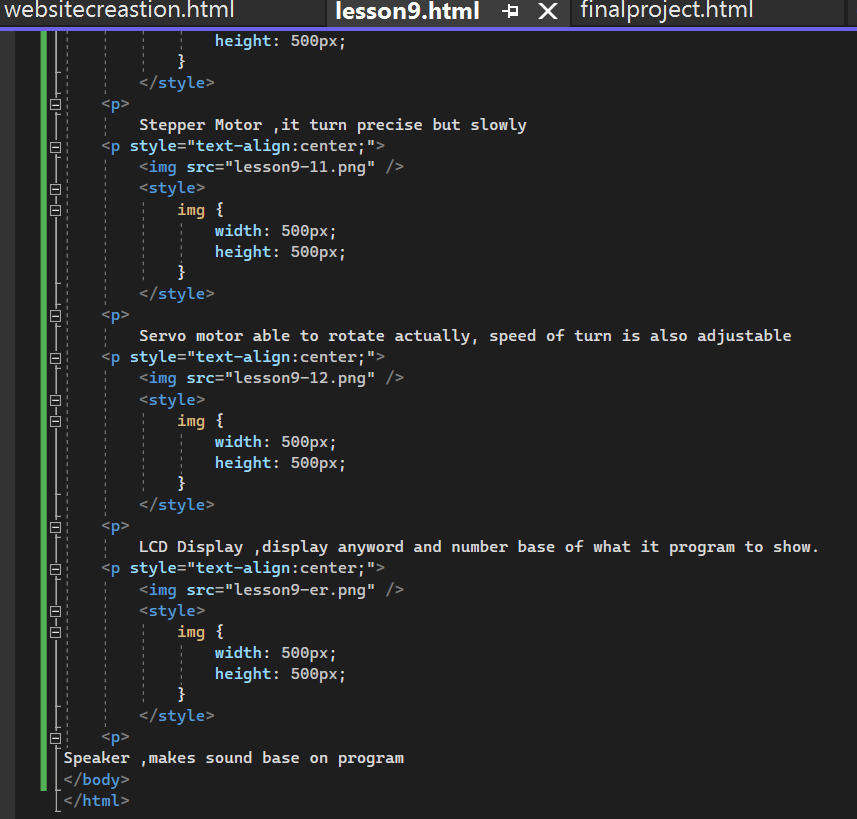 websitecreastion.html lesson9.html finalproject.html
height: 500px;
}
</style>
<p>
Stepper Motor ,it turn precise but slowly
<p style="text-align:center;">
<img src="lesson9-11.png" />
<style>
img {
width: 500px;
height: 500px;
}
</style>
<p>
Servo motor able to rotate actually, speed of turn is also adjustable
<p style="text-align:center;">
<img src="lesson9-12.png" />
<style>
img {
width: 500px;
height: 500px;
}
</style>
<p>
LCD Display ,display anyword and number base of what it program to show.
<p style="text-align:center;">
<img src="lesson9-er.png" />
<style>
img {
width: 500px;
height: 500px;
}
</style>
<p>
Speaker ,makes sound base on program
</body>
</html>